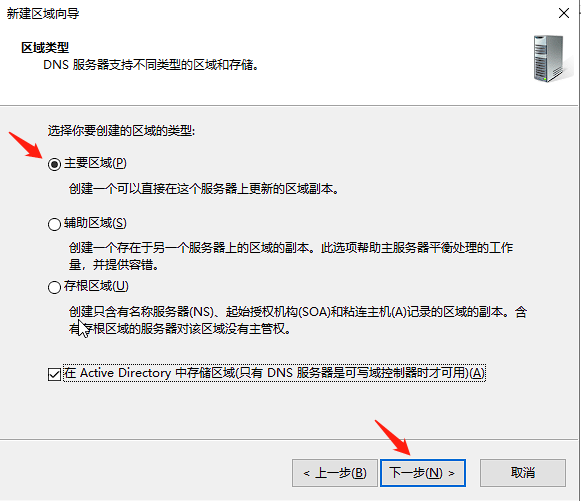 新建区域向导
区域类型
DNS 服务器支持不同类型的区域和存储。
选择你要创建的区域的类型:
主要区域(P)
创建一个可以直接在这个服务器上更新的区域副本。
辅助区域(S)
创建一个存在于另一个服务器上的区域的副本。此选项帮助主服务器平衡处理的工作
量，并提供容错。
存根区域(U)
创建只含有名称服务器(NS)、起始授权机构(SOA)和粘连主机(A)记录的区域的副本。含
有存根区域的服务器对该区域没有主管权。
在 Active Directory 中存储区域(只有 DNS 服务器是可写域控制器时才可用)(A)
< 上一步(B)
下一步(N) >
取消